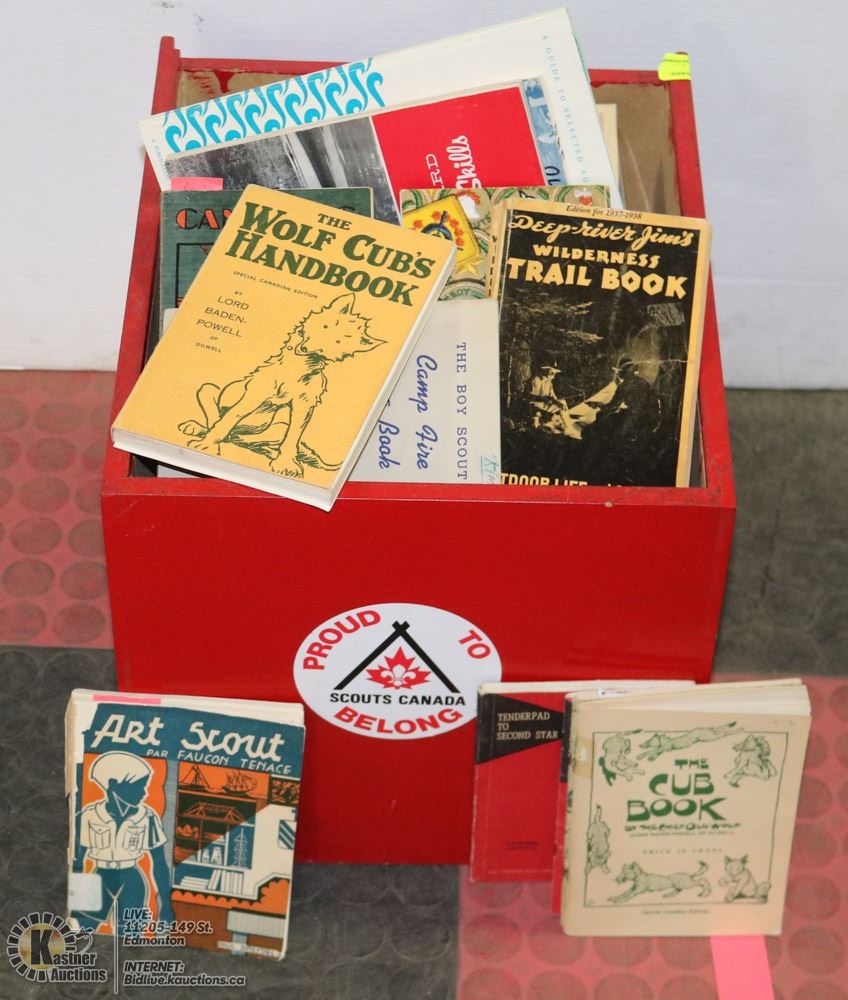 A GUIDE TO SELECTED
Skills
THE
WOLF CUB'S
HANDBOOK
SPECIAL CANADIAN EDITION
BY
LORD
BADEN-
POWELL
OF
GILWELL
Edition for 1937-1938
Deep-river Jim's
WILDERNESS
TRAIL BOOK
THE BOY SCOUT
Camp Fire
Book
PROUD TO
SCOUTS CANADA
BELONG
Art Scout
PAR FAUCON TENACE
TENDERPAD
TO
SECOND STAR
THE
CUB
BOOK
PRICE 15 CENTS
Kastner
Auctions
LIVE:
11205-149 St.
Edmonton
INTERNET:
Bidlive.kauctions.ca